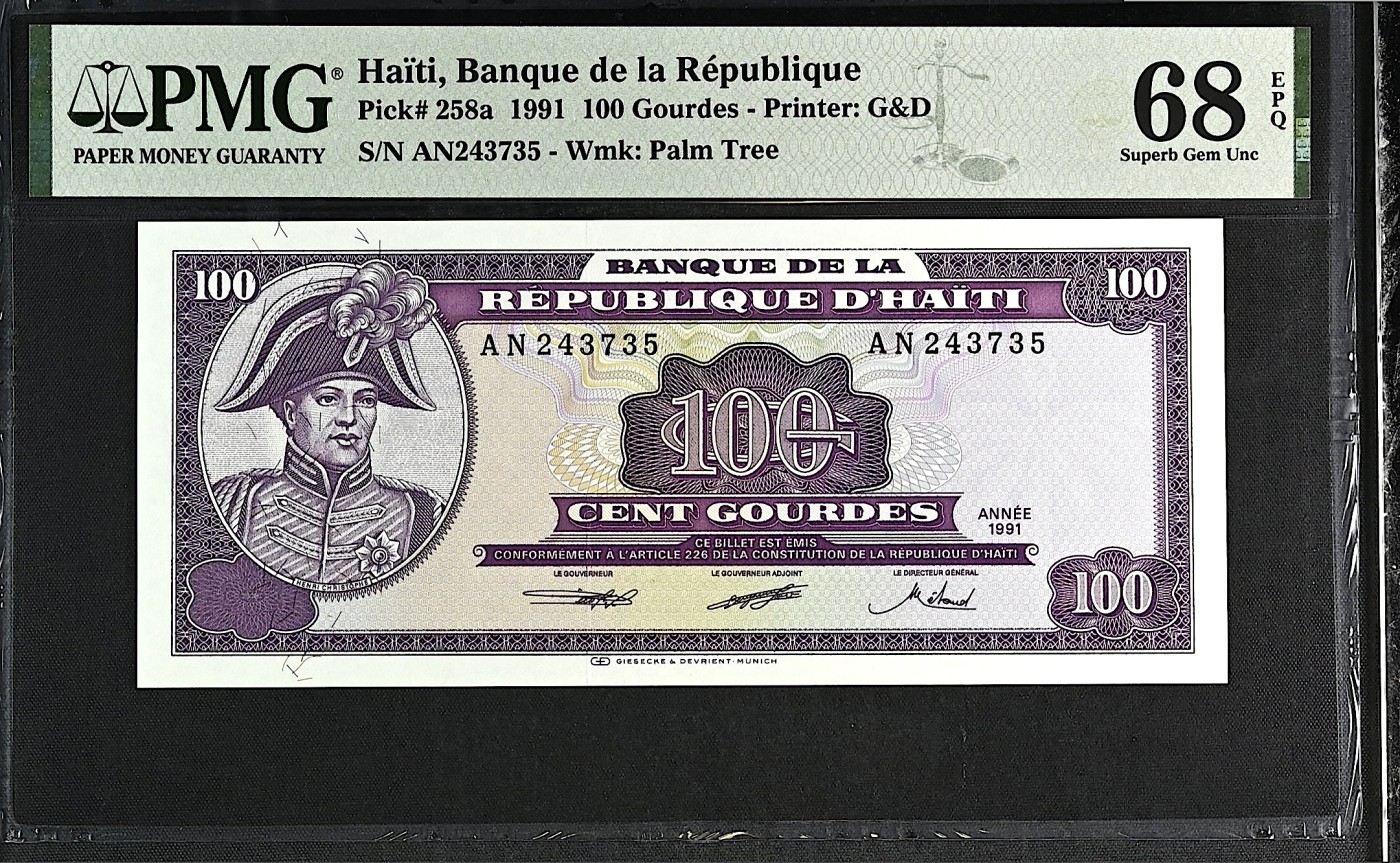 PMG®
PAPER MONEY GUARANTY
Haïti, Banque de la République
Pick# 258a 1991 100 Gourdes - Printer: G&D
S/N AN243735 - Wmk: Palm Tree
68
EPQ
Superb Gem Unc
100
BANQUE DE LA
100
RÉPUBLIQUE D'HAÏTI
AN243735
AN243735
100
CENT GOURDES
ANNÉE
1991
CE BILLET EST ÉMIS
CONFORMÉMENT À L'ARTICLE 226 DE LA CONSTITUTION DE LA RÉPUBLIQUE D'HAÏTI
LE GOUVERNEUR
LE GOUVERNEUR ADJOINT
LE DIRECTEUR GÉNÉRAL
HENRI CHRISTOPHE
100
GIESECKE & DEVRIENT·MUNICH